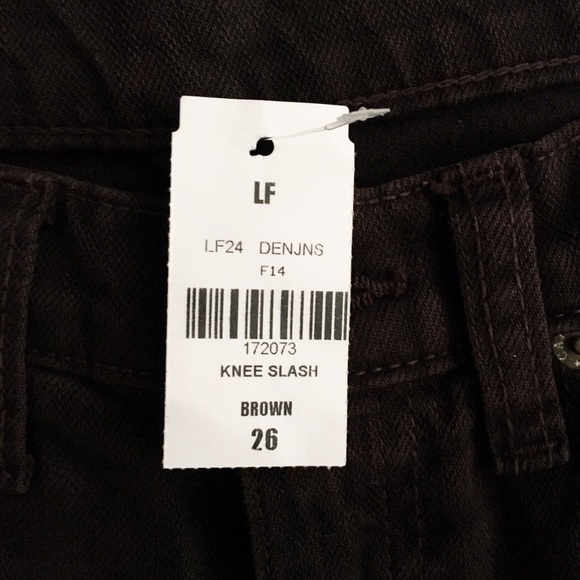 LF
LF24 DENJNS
F14
172073
KNEE SLASH
BROWN
26